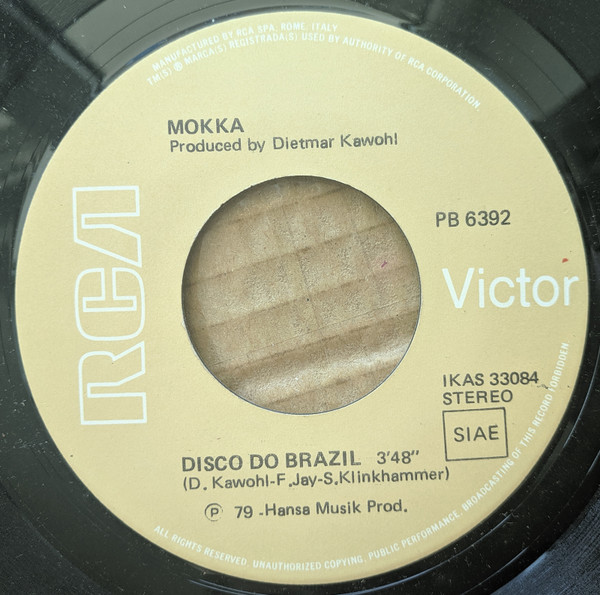 MANUFACTURED BY RCA SPA, ROME, ITALY
TM(S) ® MARCA(S) REGISTRADA(S) USED BY AUTHORITY OF RCA CORPORATION
MOKKA
Produced by Dietmar Kawohl
RCA
PB 6392
Victor
IKAS 33084
STEREO
SIAE
DISCO DO BRAZIL 3'48"
(D. Kawohl-F.Jay-S.Klinkhammer)
Ⓟ 79 -Hansa Musik Prod.
ALL RIGHTS RESERVED, UNAUTHORIZED COPYING, PUBLIC PERFORMANCE, BROADCASTING OF THIS RECORD FORBIDDEN